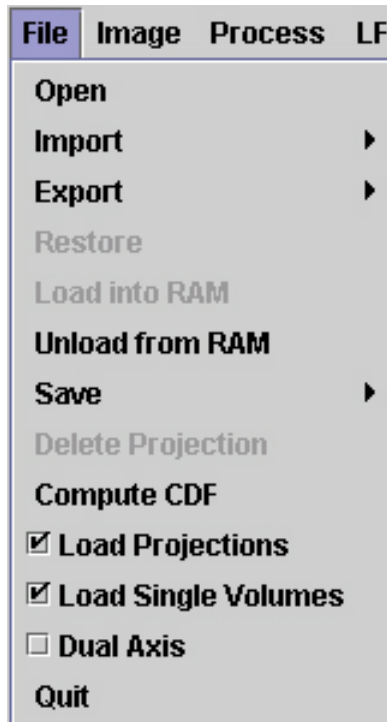 File Image Process LF
Open
Import
Export
Restore
Load into RAM
Unload from RAM
Save
Delete Projection
Compute CDF
Load Projections
Load Single Volumes
Dual Axis
Quit